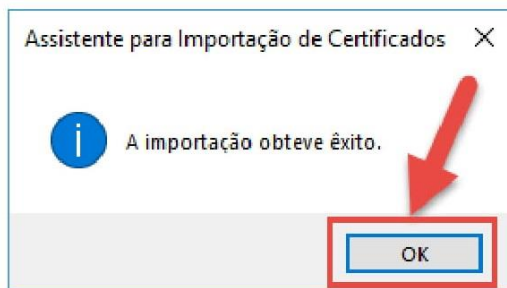 Assistente para Importação de Certificados
A importação obteve êxito.
OK